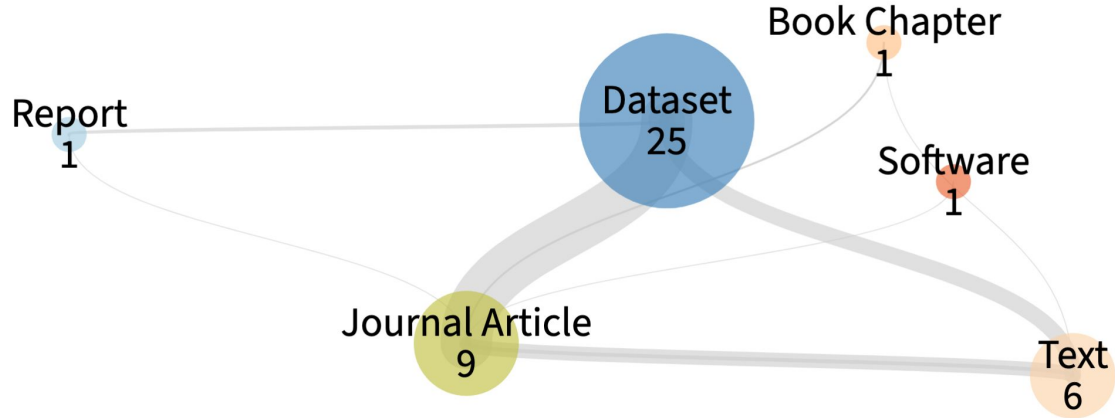 Book Chapter
1
Dataset
25
Report
1
Software
1
Journal Article
9
Text
6